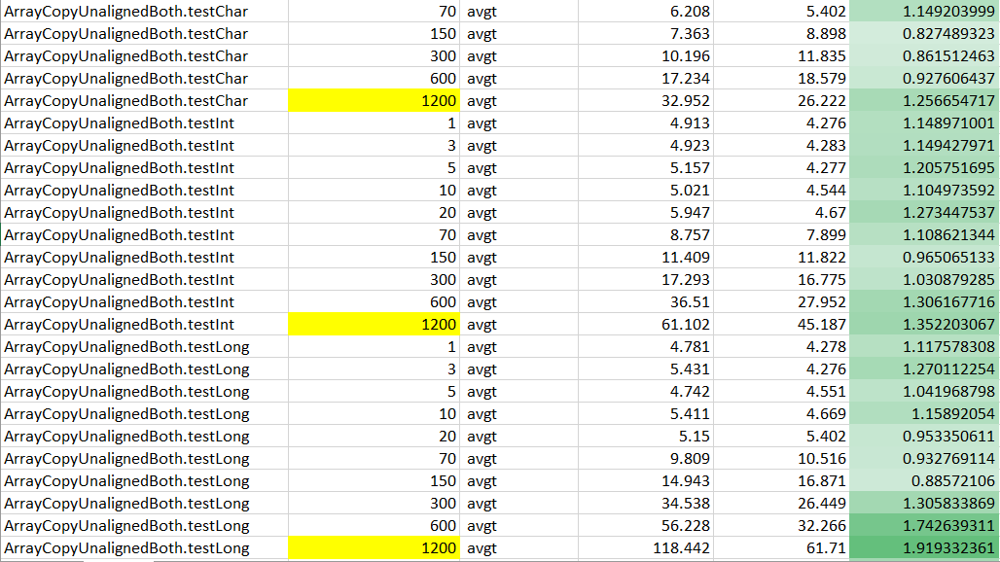 ArrayCopyUnalignedBoth.testChar 70 avgt 6.208 5.402 1.149203999
ArrayCopyUnalignedBoth.testChar 150 avgt 7.363 8.898 0.827489323
ArrayCopyUnalignedBoth.testChar 300 avgt 10.196 11.835 0.861512463
ArrayCopyUnalignedBoth.testChar 600 avgt 17.234 18.579 0.927606437
ArrayCopyUnalignedBoth.testChar 1200 avgt 32.952 26.222 1.256654717
ArrayCopyUnalignedBoth.testInt 1 avgt 4.913 4.276 1.148971001
ArrayCopyUnalignedBoth.testInt 3 avgt 4.923 4.283 1.149427971
ArrayCopyUnalignedBoth.testInt 5 avgt 5.157 4.277 1.205751695
ArrayCopyUnalignedBoth.testInt 10 avgt 5.021 4.544 1.104973592
ArrayCopyUnalignedBoth.testInt 20 avgt 5.947 4.67 1.273447537
ArrayCopyUnalignedBoth.testInt 70 avgt 8.757 7.899 1.108621344
ArrayCopyUnalignedBoth.testInt 150 avgt 11.409 11.822 0.965065133
ArrayCopyUnalignedBoth.testInt 300 avgt 17.293 16.775 1.030879285
ArrayCopyUnalignedBoth.testInt 600 avgt 36.51 27.952 1.306167716
ArrayCopyUnalignedBoth.testInt 1200 avgt 61.102 45.187 1.352203067
ArrayCopyUnalignedBoth.testLong 1 avgt 4.781 4.278 1.117578308
ArrayCopyUnalignedBoth.testLong 3 avgt 5.431 4.276 1.270112254
ArrayCopyUnalignedBoth.testLong 5 avgt 4.742 4.551 1.041968798
ArrayCopyUnalignedBoth.testLong 10 avgt 5.411 4.669 1.15892054
ArrayCopyUnalignedBoth.testLong 20 avgt 5.15 5.402 0.953350611
ArrayCopyUnalignedBoth.testLong 70 avgt 9.809 10.516 0.932769114
ArrayCopyUnalignedBoth.testLong 150 avgt 14.943 16.871 0.88572106
ArrayCopyUnalignedBoth.testLong 300 avgt 34.538 26.449 1.305833869
ArrayCopyUnalignedBoth.testLong 600 avgt 56.228 32.266 1.742639311
ArrayCopyUnalignedBoth.testLong 1200 avgt 118.442 61.71 1.919332361